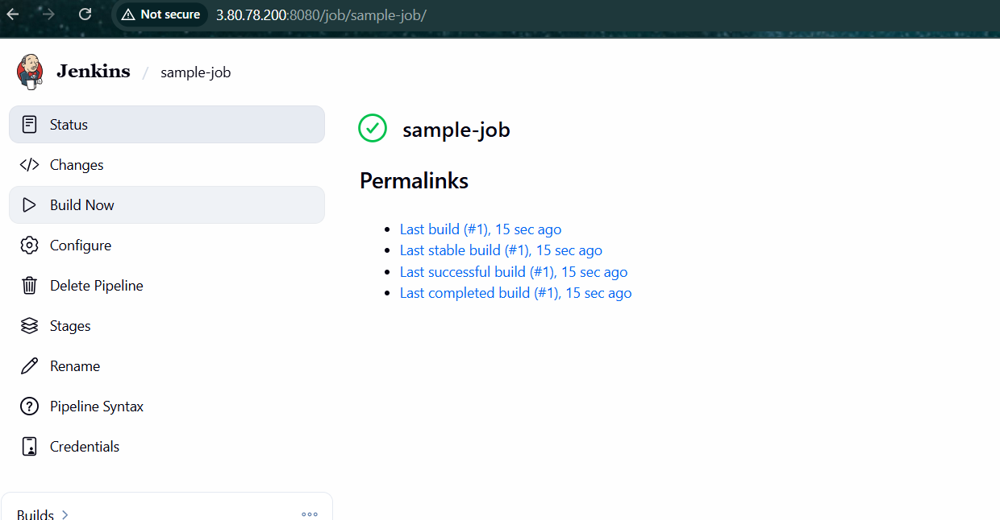 Not secure 3.80.78.200:8080/job/sample-job/
Jenkins / sample-job
Status
Changes
Build Now
Configure
Delete Pipeline
Stages
Rename
Pipeline Syntax
Credentials
Builds
sample-job
Permalinks
Last build (#1), 15 sec ago
Last stable build (#1), 15 sec ago
Last successful build (#1), 15 sec ago
Last completed build (#1), 15 sec ago